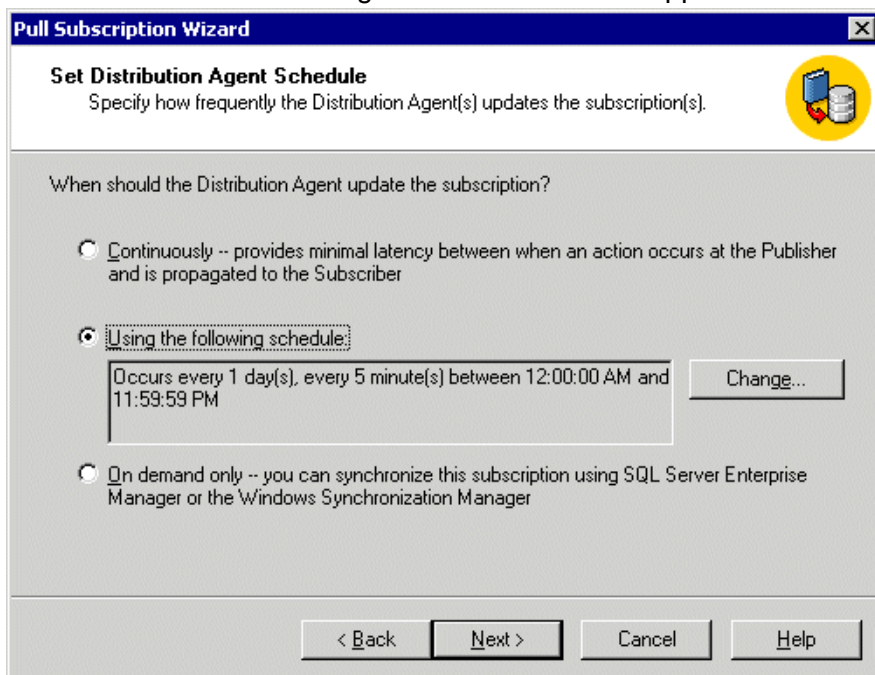 Pull Subscription Wizard
Set Distribution Agent Schedule
Specify how frequently the Distribution Agent(s) updates the subscription(s).
When should the Distribution Agent update the subscription?
Continuously -- provides minimal latency between when an action occurs at the Publisher
and is propagated to the Subscriber
Using the following schedule:
Occurs every 1 day(s), every 5 minute(s) between 12:00:00 AM and
11:59:59 PM
Change...
On demand only -- you can synchronize this subscription using SQL Server Enterprise
Manager or the Windows Synchronization Manager
< Back Next > Cancel Help